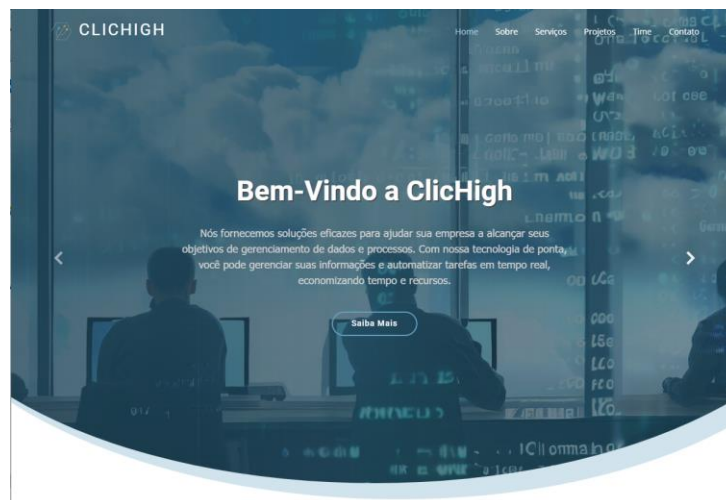 CLICHIGH
Home Sobre Serviços Projetos Time Contato
Bem-Vindo a ClicHigh
Nós fornecemos soluções eficazes para ajudar sua empresa a alcançar seus
objetivos de gerenciamento de dados e processos. Com nossa tecnologia de ponta,
você pode gerenciar suas informações e automatizar tarefas em tempo real,
economizando tempo e recursos.
Saiba Mais